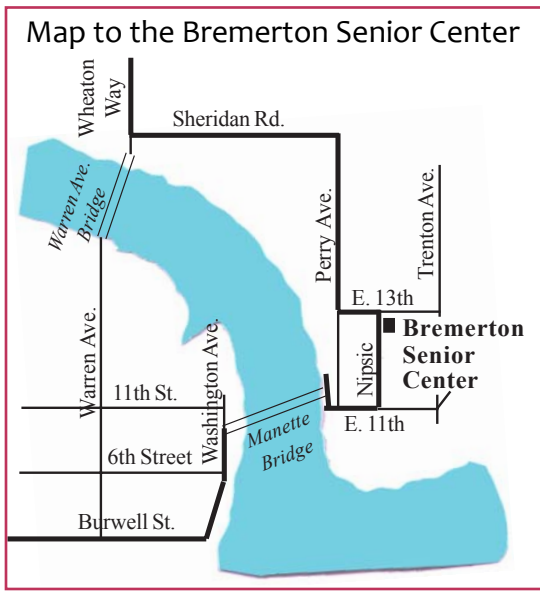 Map to the Bremerton Senior Center
Wheaton
Way
Sheridan Rd.
Warren Ave.
Bridge
Perry Ave.
Trenton Ave.
E. 13th
Bremerton
Senior
Center
Nipsic
Warren Ave.
Washington Ave.
11th St.
E. 11th
Manette
Bridge
6th Street
Burwell St.